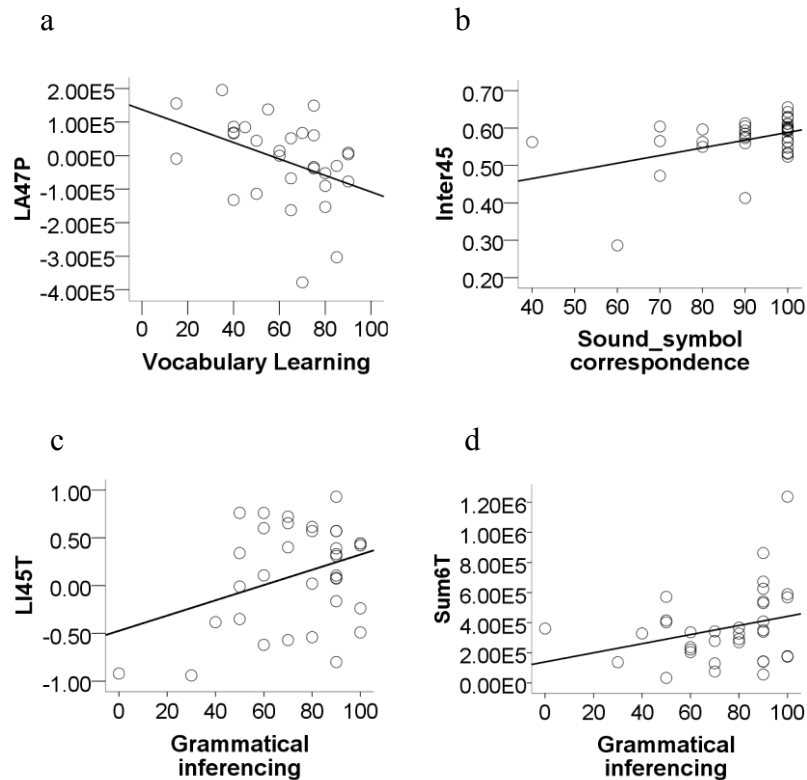 a
LA47P
2.00E5
1.00E5
0.00E0
-1.00E5
-2.00E5
-3.00E5
-4.00E5
0 20 40 60 80 100
Vocabulary Learning
b
Inter45
0.70
0.60
0.50
0.40
0.30
0.20
40 50 60 70 80 90 100
Sound_symbol
correspondence
c
LI45T
1.00
0.50
0.00
-0.50
-1.00
0 20 40 60 80 100
Grammatical
inferencing
d
Sum6T
1.20E6
1.00E6
8.00E5
6.00E5
4.00E5
2.00E5
0.00E0
0 20 40 60 80 100
Grammatical
inferencing